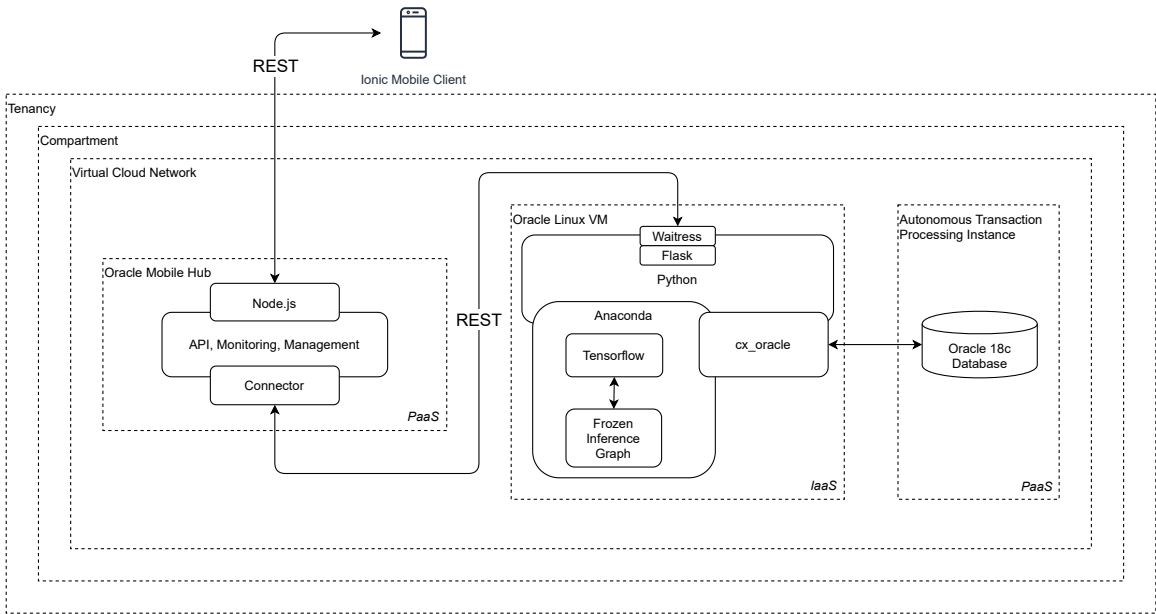 REST
Ionic Mobile Client
Tenancy
Compartment
Virtual Cloud Network
Oracle Mobile Hub
Node.js
API, Monitoring, Management
Connector
PaaS
REST
Oracle Linux VM
Waitress
Flask
Python
Anaconda
Tensorflow
Frozen
Inference
Graph
cx_oracle
IaaS
Autonomous Transaction
Processing Instance
Oracle 18c
Database
PaaS